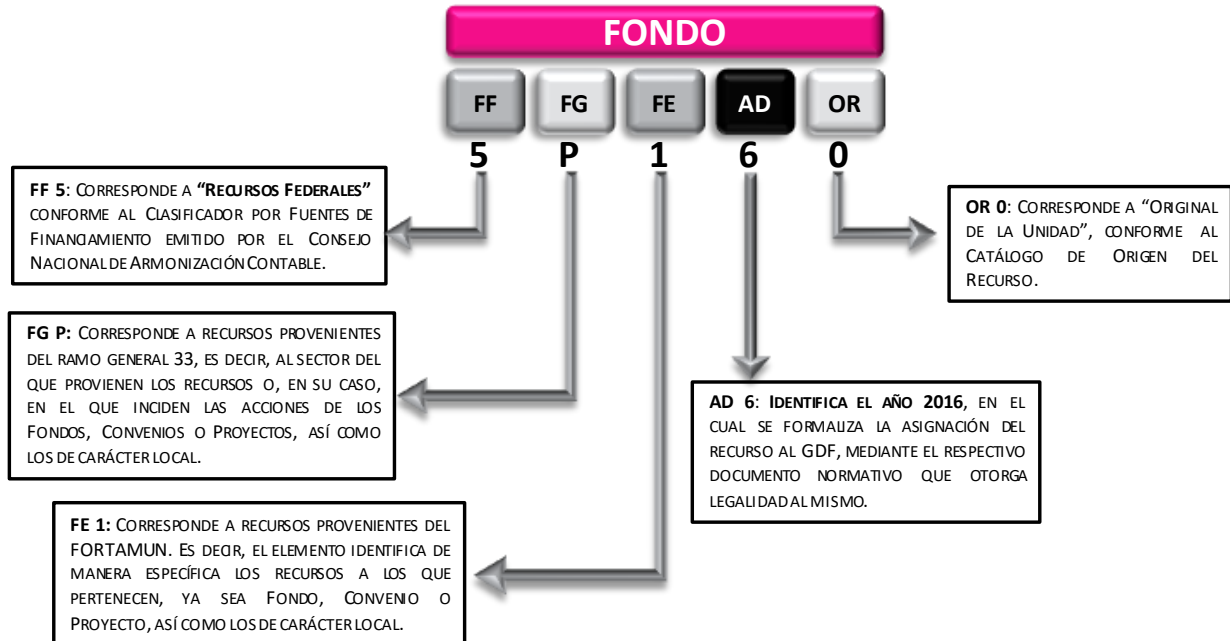 FONDO
FF FG FE AD OR
5 P 1 6 0
FF 5: CORRESPONDE A "RECURSOS FEDERALES"
CONFORME AL CLASIFICADOR POR FUENTES DE
FINANCIAMIENTO EMITIDO POR EL CONSEJO
NACIONAL DE ARMONIZACIÓN CONTABLE.
OR 0: CORRESPONDE A "ORIGINAL
DE LA UNIDAD", CONFORME AL
CATÁLOGO DE ORIGEN DEL
RECURSO.
FG P: CORRESPONDE A RECURSOS PROVENIENTES
DEL RAMO GENERAL 33, ES DECIR, AL SECTOR DEL
QUE PROVIENEN LOS RECURSOS O, EN SU CASO,
EN EL QUE INCIDEN LAS ACCIONES DE LOS
FONDOS, CONVENIOS O PROYECTOS, ASÍ COMO
LOS DE CARÁCTER LOCAL.
AD 6: IDENTIFICA EL AÑO 2016, EN EL
CUAL SE FORMALIZA LA ASIGNACIÓN DEL
RECURSO AL GDF, MEDIANTE EL RESPECTIVO
DOCUMENTO NORMATIVO QUE OTORGA
LEGALIDAD AL MISMO.
FE 1: CORRESPONDE A RECURSOS PROVENIENTES DEL
FORTAMUN. ES DECIR, EL ELEMENTO IDENTIFICA DE
MANERA ESPECÍFICA LOS RECURSOS A LOS QUE
PERTENECEN, YA SEA FONDO, CONVENIO O
PROYECTO, ASÍ COMO LOS DE CARÁCTER LOCAL.